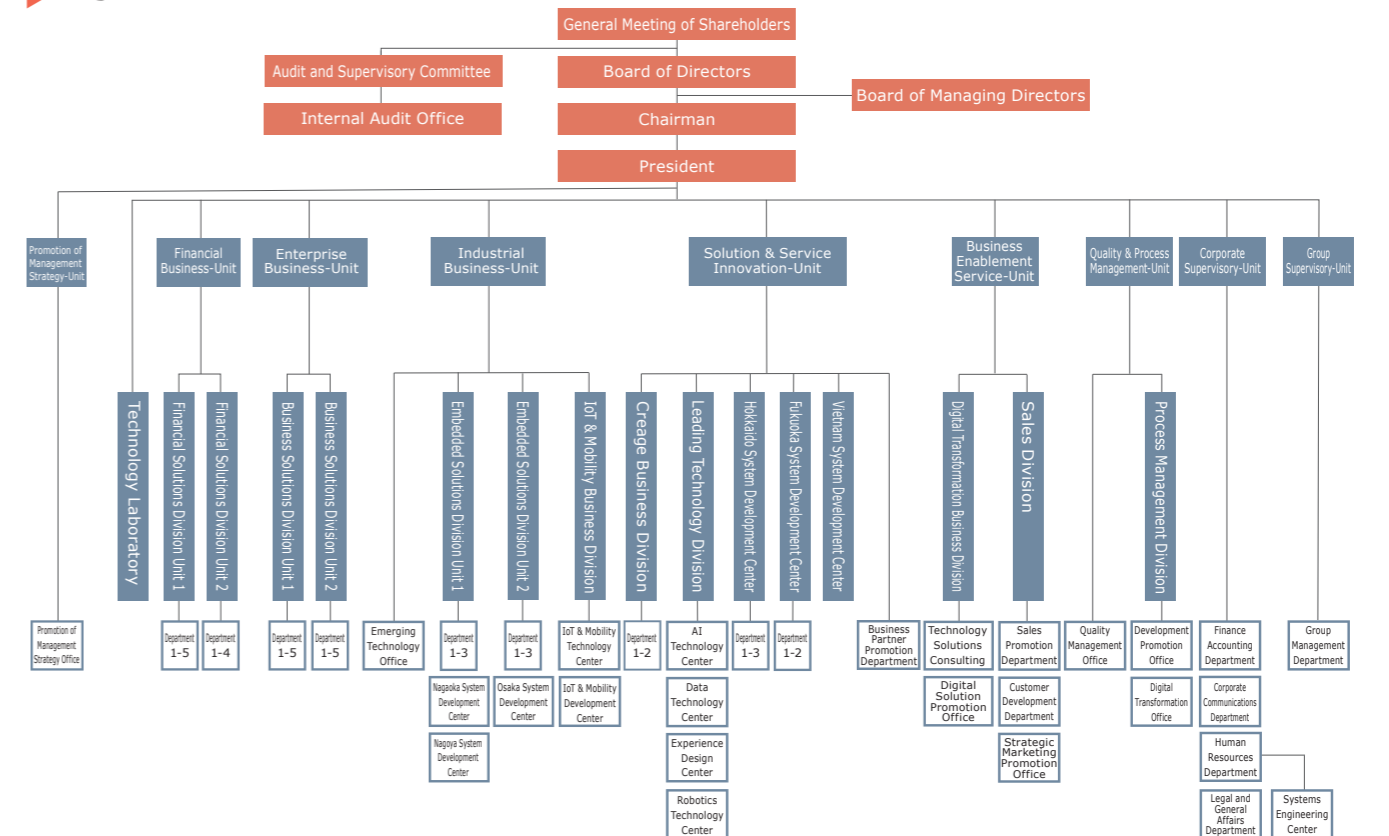 General Meeting of Shareholders
Audit and Supervisory Committee
Board of Directors
Board of Managing Directors
Internal Audit Office
Chairman
President
Promotion of
Management
Strategy-Unit
Financial
Business-Unit
Enterprise
Business-Unit
Industrial
Business-Unit
Solution & Service
Innovation-Unit
Business
Enablement
Service-Unit
Quality & Process
Management-Unit
Corporate
Supervisory-Unit
Group
Supervisory-Unit
Technology Laboratory
Financial Solutions Division Unit 1
Financial Solutions Division Unit 2
Business Solutions Division Unit 1
Business Solutions Division Unit 2
Embedded Solutions Division Unit 1
Embedded Solutions Division Unit 2
IoT & Mobility Business Division
Creage Business Division
Leading Technology Division
Hokkaido System Development Center
Fukuoka System Development Center
Vietnam System Development Center
Digital Transformation Business Division
Sales Division
Process Management Division
Promotion of
Management
Strategy Office
Department
1-5
Department
1-4
Department
1-5
Department
1-5
Emerging
Technology
Office
Department
1-3
Department
1-3
IoT & Mobility
Technology
Center
Department
1-2
AI
Technology
Center
Department
1-3
Department
1-2
Business
Partner
Promotion
Department
Technology
Solutions
Consulting
Sales
Promotion
Department
Quality
Management
Office
Development
Promotion
Office
Finance
Accounting
Department
Group
Management
Department
Nagaoka System
Development
Center
Osaka System
Development
Center
IoT & Mobility
Development
Center
Data
Technology
Center
Digital
Solution
Promotion
Office
Customer
Development
Department
Digital
Transformation
Office
Corporate
Communications
Department
Nagoya System
Development
Center
Experience
Design
Center
Strategic
Marketing
Promotion
Office
Human
Resources
Department
Robotics
Technology
Center
Legal and
General
Affairs
Department
Systems
Engineering
Center